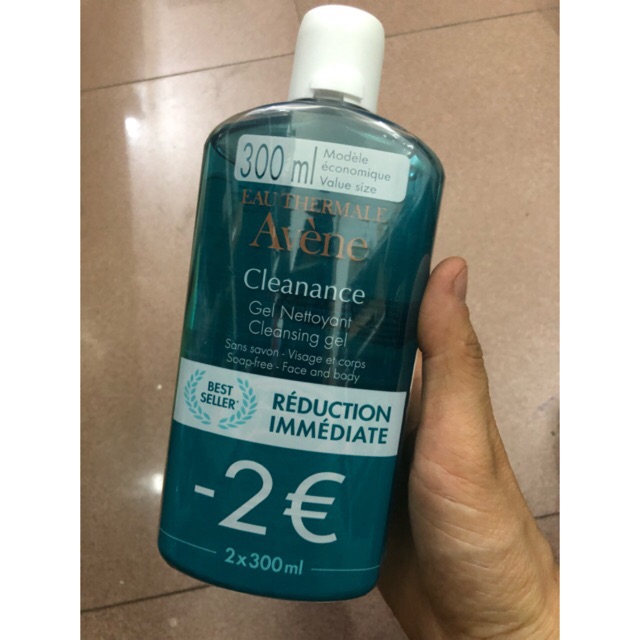 300 ml
Modèle
économique
Value size
EAU THERMALE
Avène
Cleanance
Gel Nettoyant
Cleansing gel
Sans savon - Visage et corps
Soap-free - Face and body
BEST
SELLER*
RÉDUCTION
IMMÉDIATE
-2€
2x300ml